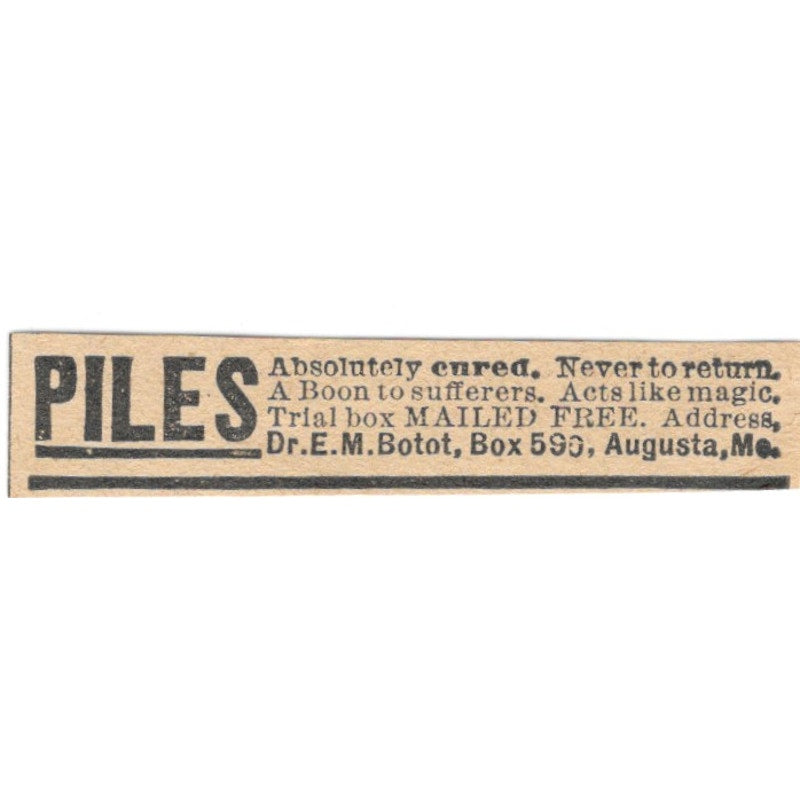 PILES
Absolutely cured. Never to return.
A Boon to sufferers. Acts like magic.
Trial box MAILED FREE. Address,
Dr. E. M. Botot, Box 590, Augusta, Me.